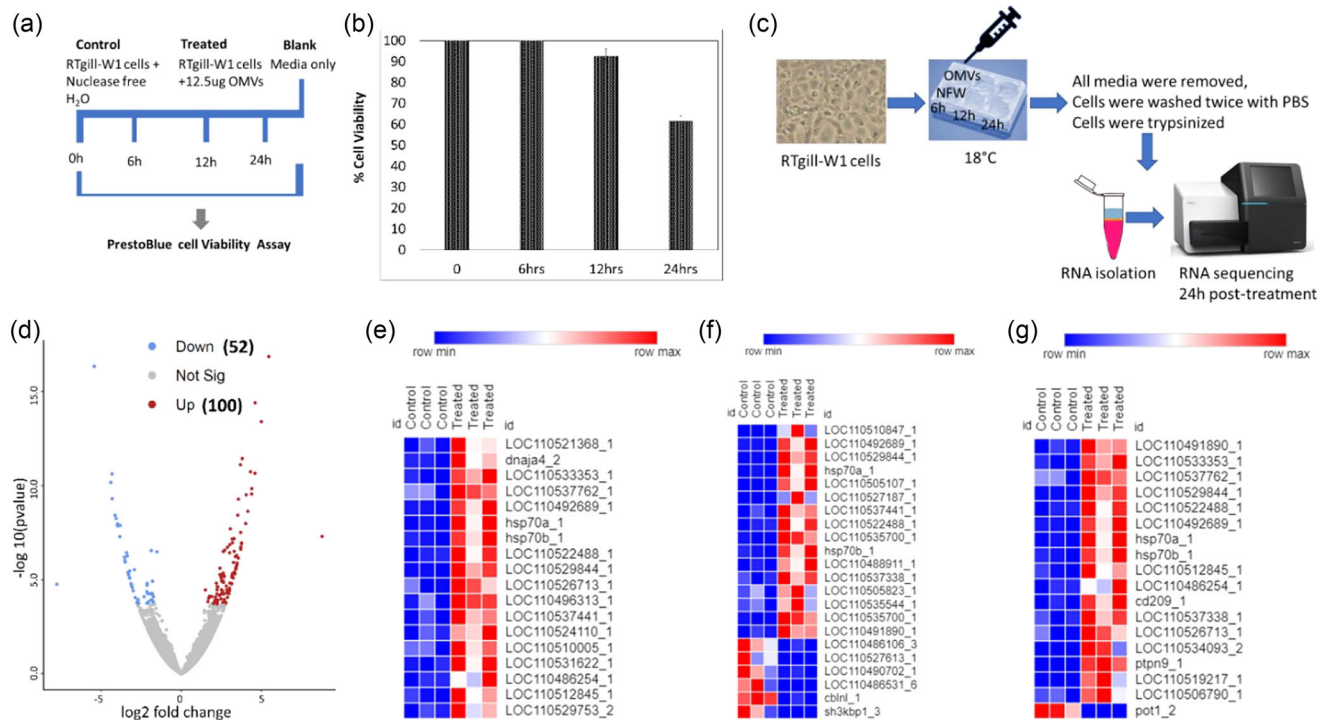 (a)
Control
RTgill-W1 cells +
Nuclease free
H2O
Treated
RTgill-W1 cells
+12.5ug OMVs
Blank
Media only
0h 6h 12h 24h
PrestoBlue cell Viability Assay
(b)
% Cell Viability
100
90
80
70
60
50
40
30
20
10
0
0 6hrs 12hrs 24hrs
(c)
RTgill-W1 cells
OMVs
NFW
6h 12h 24h
18°C
All media were removed,
Cells were washed twice with PBS
Cells were trypsinized
RNA isolation
RNA sequencing
24h post-treatment
(d)
Down (52)
Not Sig
Up (100)
-log 10(pvalue)
15.0
10.0
5.0
0.0
-5 0 5
log2 fold change
(e)
row min row max
id Control Control Control Treated Treated Treated id
LOC110521368_1
dnaja4_2
LOC110533353_1
LOC110537762_1
LOC110492689_1
hsp70a_1
hsp70b_1
LOC110522488_1
LOC110529844_1
LOC110526713_1
LOC110496313_1
LOC110537441_1
LOC110524110_1
LOC110510005_1
LOC110531622_1
LOC110486254_1
LOC110512845_1
LOC110529753_2
(f)
row min row max
id Control Control Control Treated Treated Treated id
LOC110510847_1
LOC110492689_1
LOC110529844_1
hsp70a_1
LOC110505107_1
LOC110527187_1
LOC110537441_1
LOC110522488_1
LOC110535700_1
hsp70b_1
LOC110488911_1
LOC110537338_1
LOC110505823_1
LOC110535544_1
LOC110535700_1
LOC110491890_1
LOC110486106_3
LOC110527613_1
LOC110490702_1
LOC110486531_6
cblnl_1
sh3kbp1_3
(g)
row min row max
id Control Control Control Treated Treated Treated id
LOC110491890_1
LOC110533353_1
LOC110537762_1
LOC110529844_1
LOC110522488_1
LOC110492689_1
hsp70a_1
hsp70b_1
LOC110512845_1
LOC110486254_1
cd209_1
LOC110537338_1
LOC110526713_1
LOC110534093_2
ptpn9_1
LOC110519217_1
LOC110506790_1
pot1_2